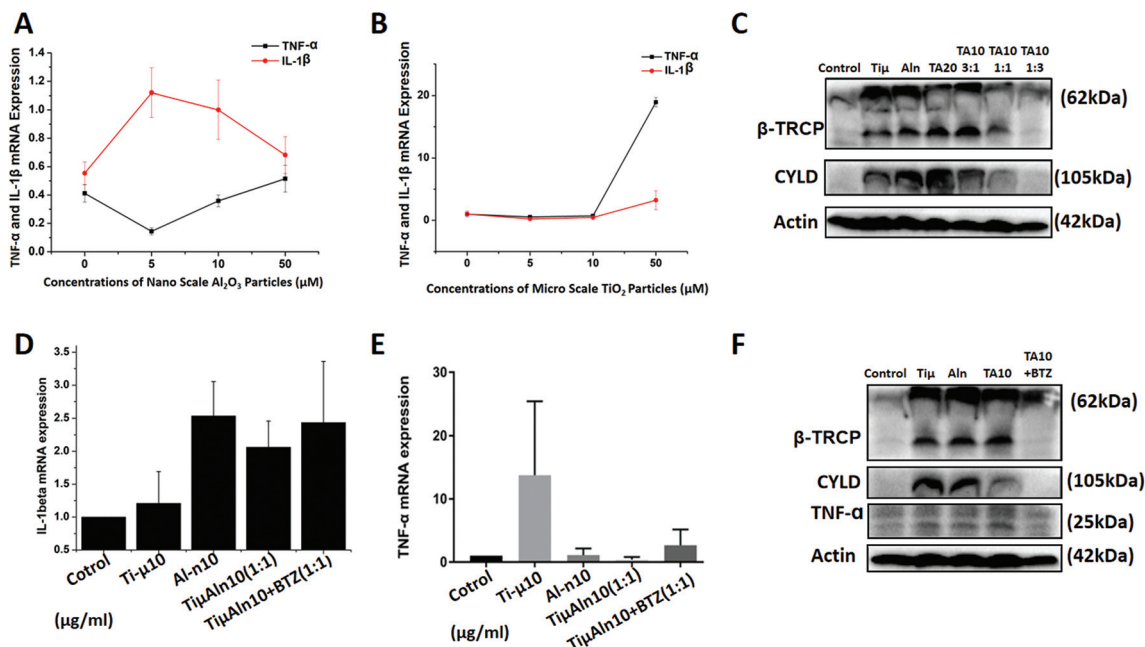 A
TNF-α
IL-1β
TNF-α and IL-1β mRNA Expression
1.4
1.2
1.0
0.8
0.6
0.4
0.2
0.0
0 5 10 50
Concentrations of Nano Scale Al₂O₃ Particles (μM)
B
TNF-α
IL-1β
TNF-α and IL-1β mRNA Expression
20
10
0
0 5 10 50
Concentrations of Micro Scale TiO₂ Particles (μM)
C
TA10 TA10 TA10
Control Tiμ Aln TA20 3:1 1:1 1:3
(62kDa)
β-TRCP
CYLD (105kDa)
Actin (42kDa)
D
IL-1beta mRNA expression
3.5
3.0
2.5
2.0
1.5
1.0
0.5
Cotrol
Ti-μ10
Al-n10
TiμAln10(1:1)
TiμAln10+BTZ(1:1)
(μg/ml)
E
TNF-α mRNA expression
30
20
10
0
Cotrol
Ti-μ10
Al-n10
TiμAln10(1:1)
TiμAln10+BTZ(1:1)
(μg/ml)
F
TA10
Control Tiμ Aln TA10 +BTZ
(62kDa)
β-TRCP
CYLD (105kDa)
TNF-α (25kDa)
Actin (42kDa)